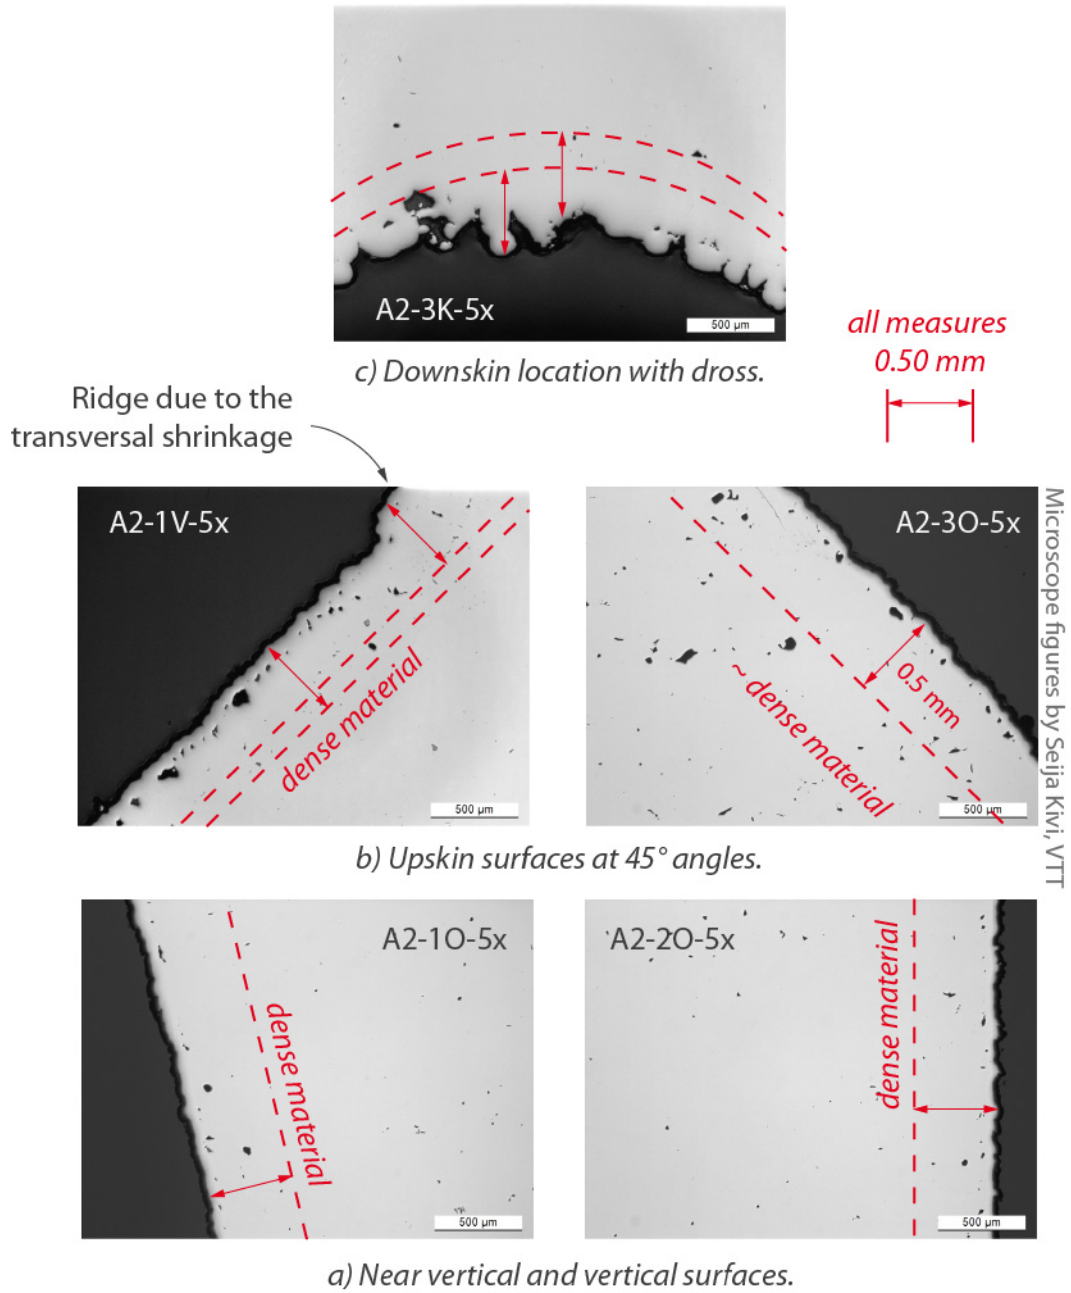 A2-3K-5x
500 µm
c) Downskin location with dross.
all measures
0.50 mm
Ridge due to the
transversal shrinkage
A2-1V-5x
dense material
500 µm
A2-3O-5x
0.5 mm
~ dense material
500 µm
Microscope figures by Seija Kivi, VTT
b) Upskin surfaces at 45° angles.
A2-1O-5x
dense material
500 µm
A2-2O-5x
dense material
500 µm
a) Near vertical and vertical surfaces.